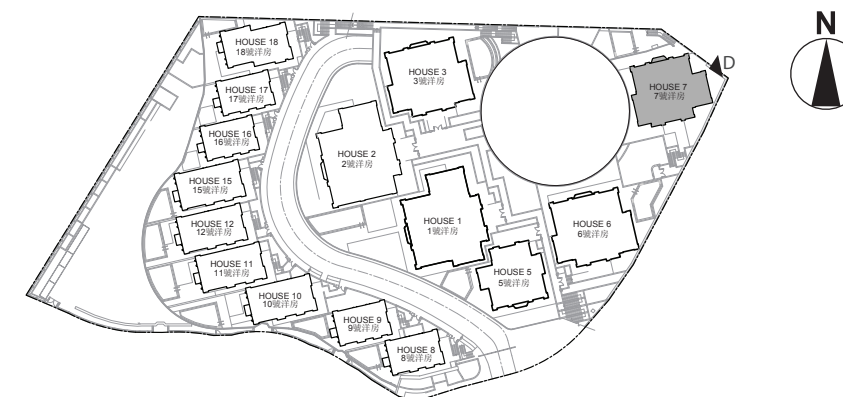 N
D
HOUSE 18
18號洋房
HOUSE 17
17號洋房
HOUSE 16
16號洋房
HOUSE 15
15號洋房
HOUSE 12
12號洋房
HOUSE 11
11號洋房
HOUSE 10
10號洋房
HOUSE 9
9號洋房
HOUSE 8
8號洋房
HOUSE 3
3號洋房
HOUSE 2
2號洋房
HOUSE 1
1號洋房
HOUSE 5
5號洋房
HOUSE 6
6號洋房
HOUSE 7
7號洋房